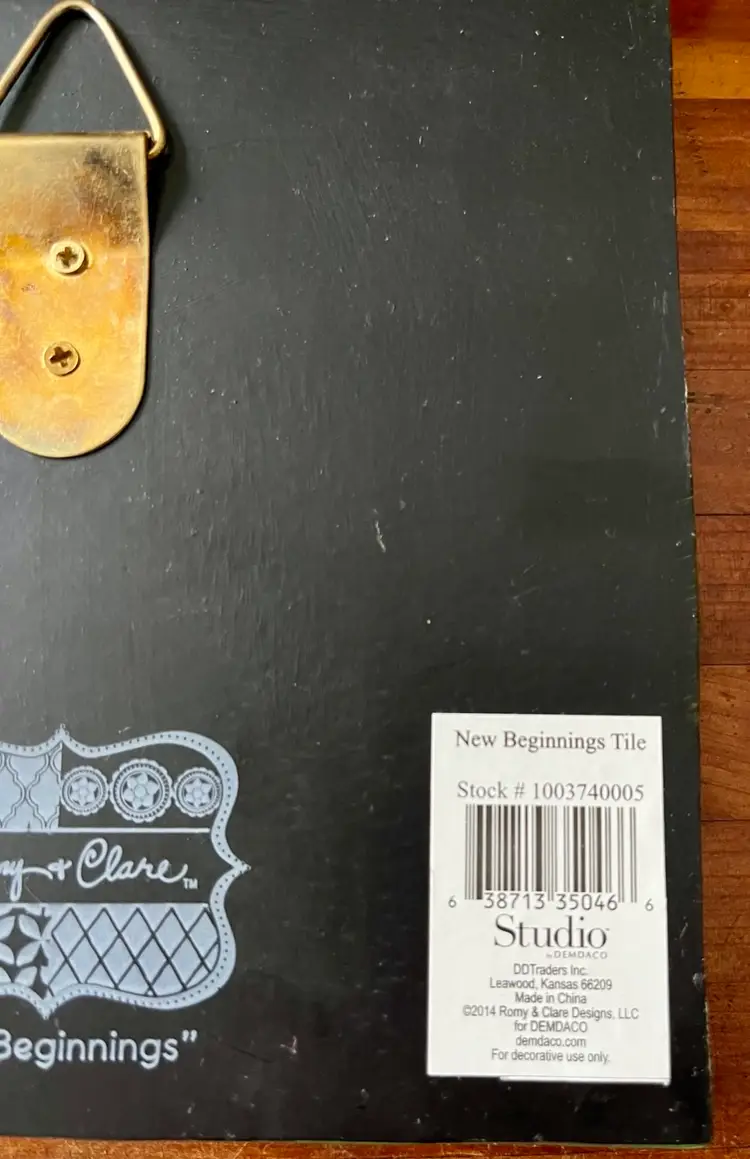 & Clare™
Beginnings"
New Beginnings Tile
Stock # 1003740005
6 38713 35046 6
Studio
by DEMDACO
DDTraders Inc.
Leawood, Kansas 66209
Made in China
©2014 Romy & Clare Designs, LLC
for DEMDACO
demdaco.com
For decorative use only.